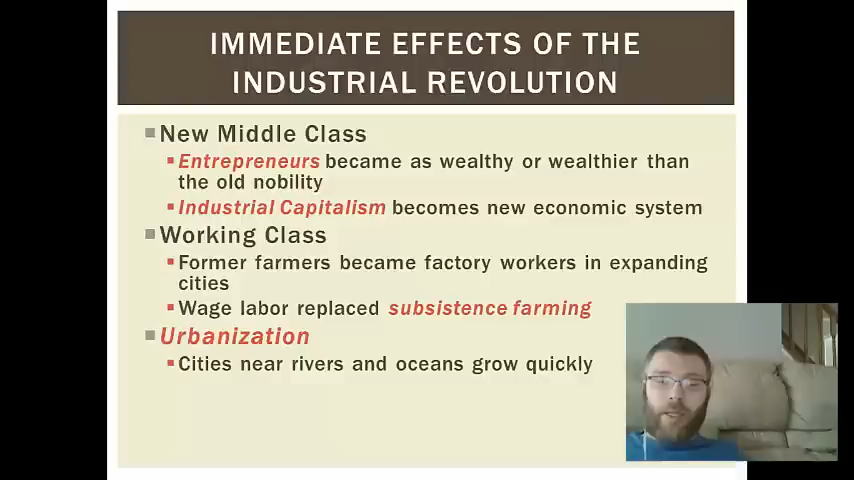 IMMEDIATE EFFECTS OF THE
INDUSTRIAL REVOLUTION
New Middle Class
Entrepreneurs became as wealthy or wealthier than
the old nobility
Industrial Capitalism becomes new economic system
Working Class
Former farmers became factory workers in expanding
cities
Wage labor replaced subsistence farming
Urbanization
Cities near rivers and oceans grow quickly